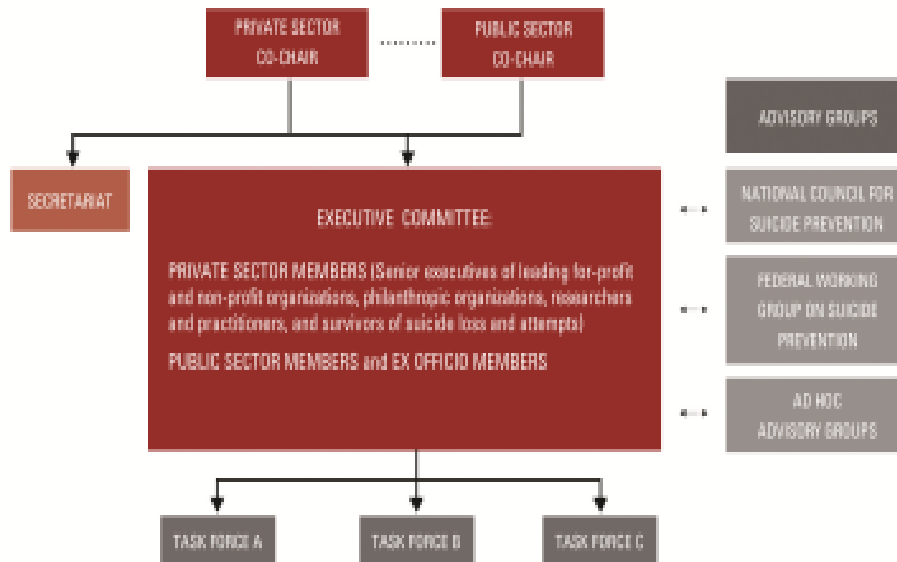 PRIVATE SECTOR
CO-CHAIR
PUBLIC SECTOR
CO-CHAIR
ADVISORY GROUPS
SECRETARIAT
EXECUTIVE COMMITTEE:
PRIVATE SECTOR MEMBERS (Senior executives of leading for-profit
and non-profit organizations, philanthropic organizations, researchers
and practitioners, and survivors of suicide loss and attempts)
PUBLIC SECTOR MEMBERS and EX OFFICIO MEMBERS
NATIONAL COUNCIL FOR
SUICIDE PREVENTION
FEDERAL WORKING
GROUP ON SUICIDE
PREVENTION
AD HOC
ADVISORY GROUPS
TASK FORCE A
TASK FORCE B
TASK FORCE C